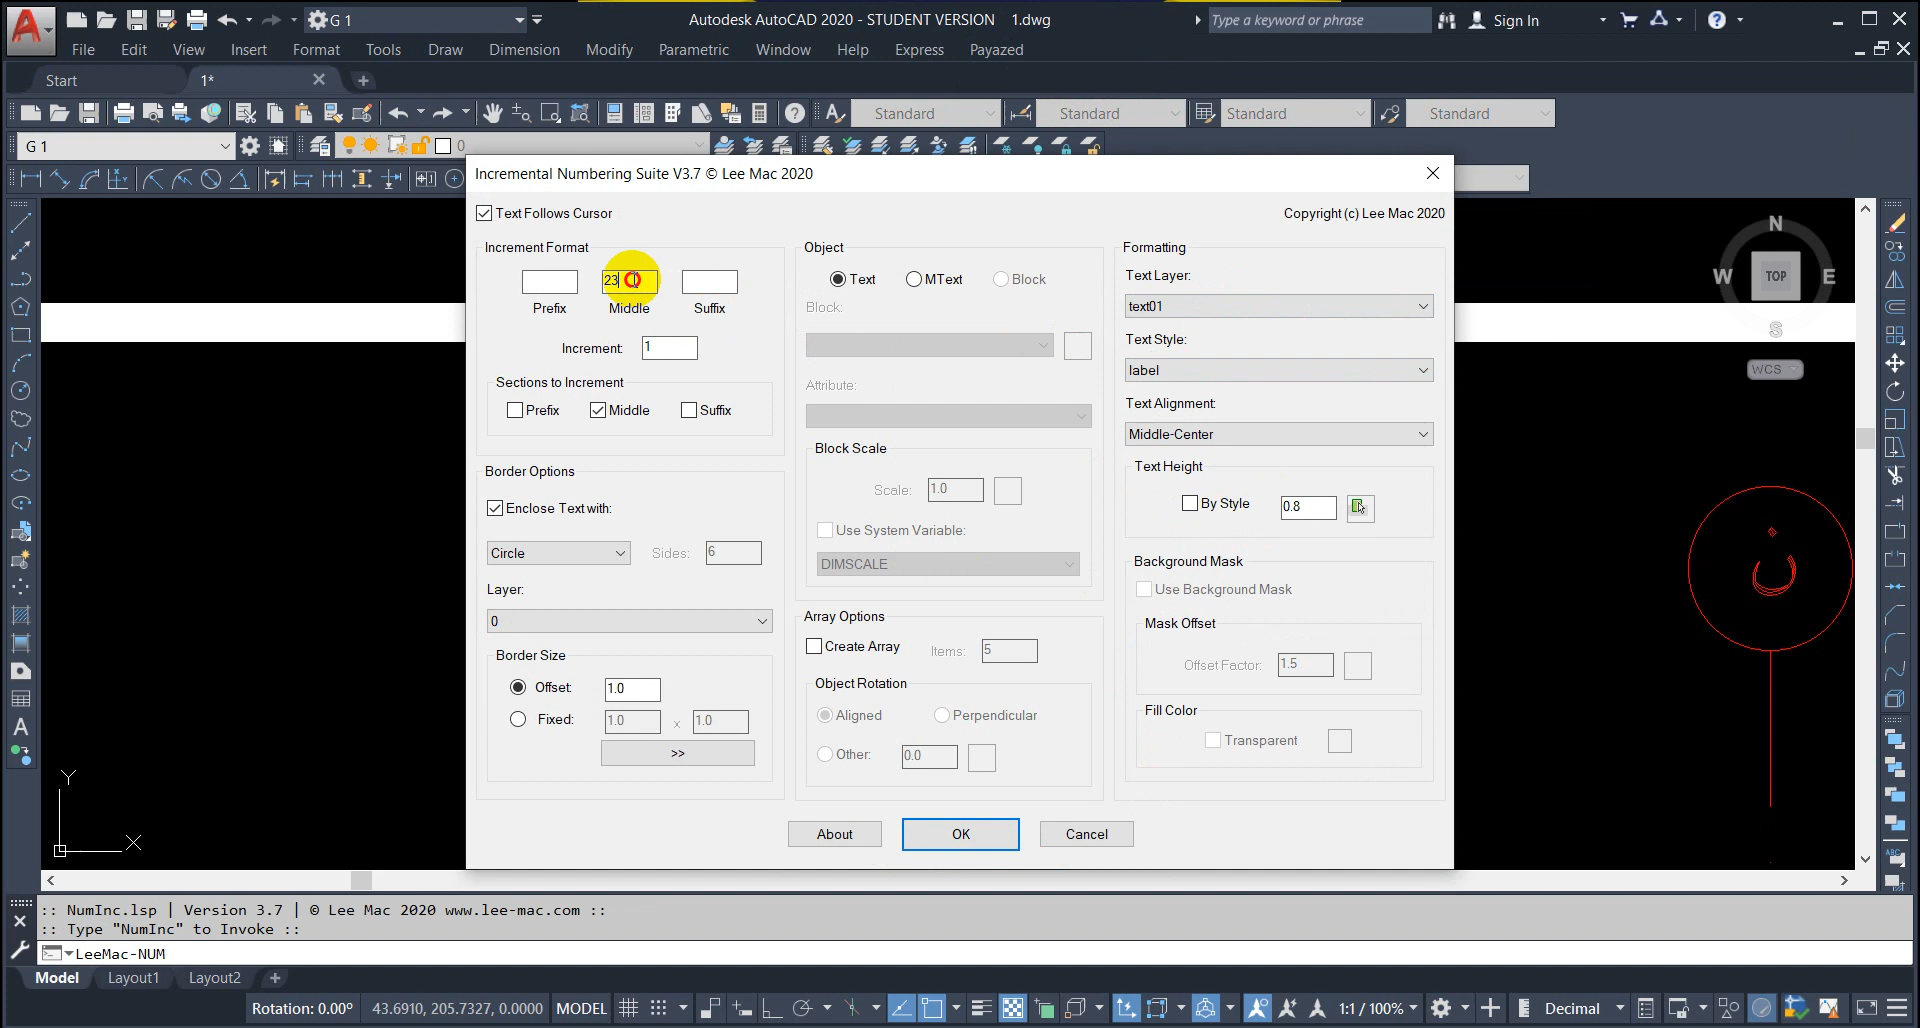 G 1
Autodesk AutoCAD 2020 - STUDENT VERSION 1.dwg
Type a keyword or phrase
Sign In
File Edit View Insert Format Tools Draw Dimension Modify Parametric Window Help Express Payazed
Start
1*
Standard
Standard
Standard
Standard
G 1
0
Incremental Numbering Suite V3.7 © Lee Mac 2020
Text Follows Cursor
Copyright (c) Lee Mac 2020
Increment Format
23
Prefix Middle Suffix
Increment: 1
Sections to Increment
Prefix Middle Suffix
Border Options
Enclose Text with:
Circle
Sides: 6
Layer:
0
Border Size
Offset: 1.0
Fixed: 1.0 x 1.0
>>
Object
Text MText Block
Block:
Attribute:
Block Scale
Scale: 1.0
Use System Variable:
DIMSCALE
Array Options
Create Array Items: 5
Object Rotation
Aligned Perpendicular
Other: 0.0
Formatting
Text Layer:
text01
Text Style:
label
Text Alignment:
Middle-Center
Text Height
By Style 0.8
Background Mask
Use Background Mask
Mask Offset
Offset Factor: 1.5
Fill Color
Transparent
About OK Cancel
N
W TOP E
S
WCS
ن
Y
X
:: NumInc.lsp | Version 3.7 | © Lee Mac 2020 www.lee-mac.com ::
:: Type "NumInc" to Invoke ::
LeeMac-NUM
Model Layout1 Layout2
Rotation: 0.00° 43.6910, 205.7327, 0.0000 MODEL 1:1 / 100% Decimal